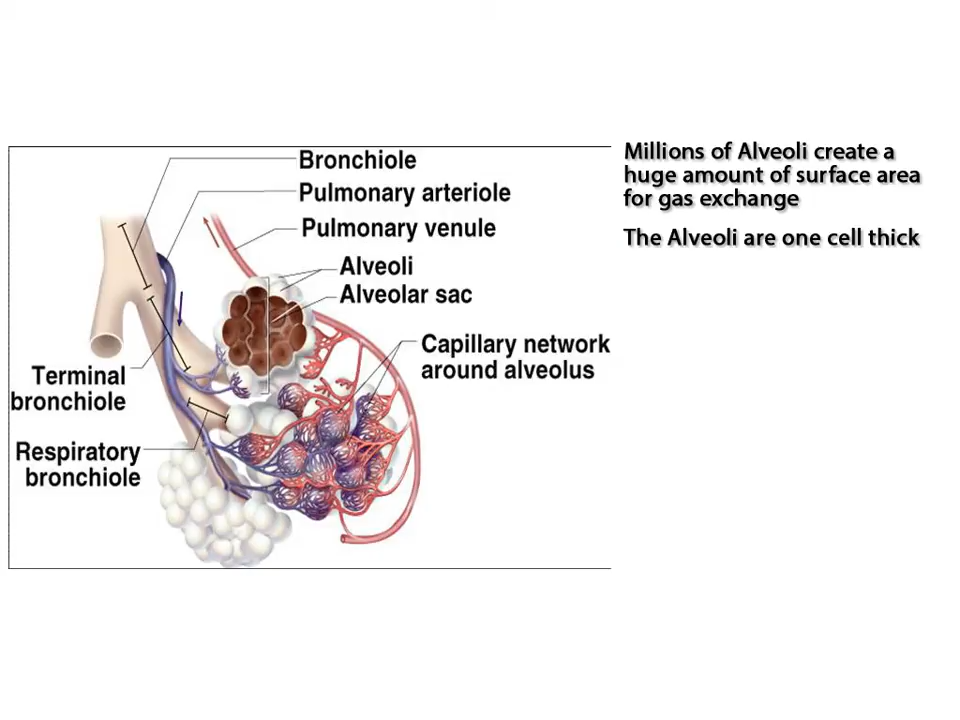 Bronchiole
Pulmonary arteriole
Pulmonary venule
Alveoli
Alveolar sac
Capillary network
around alveolus
Terminal
bronchiole
Respiratory
bronchiole
Millions of Alveoli create a
huge amount of surface area
for gas exchange
The Alveoli are one cell thick